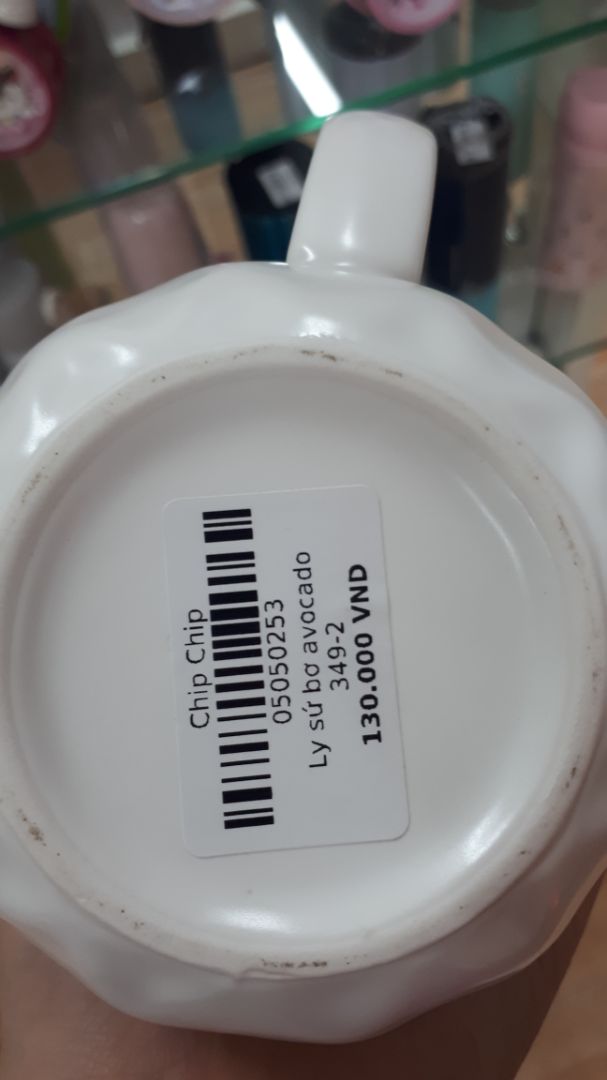 Chip Chip
05050253
Ly sứ bơ avocado
349-2
130.000 VND